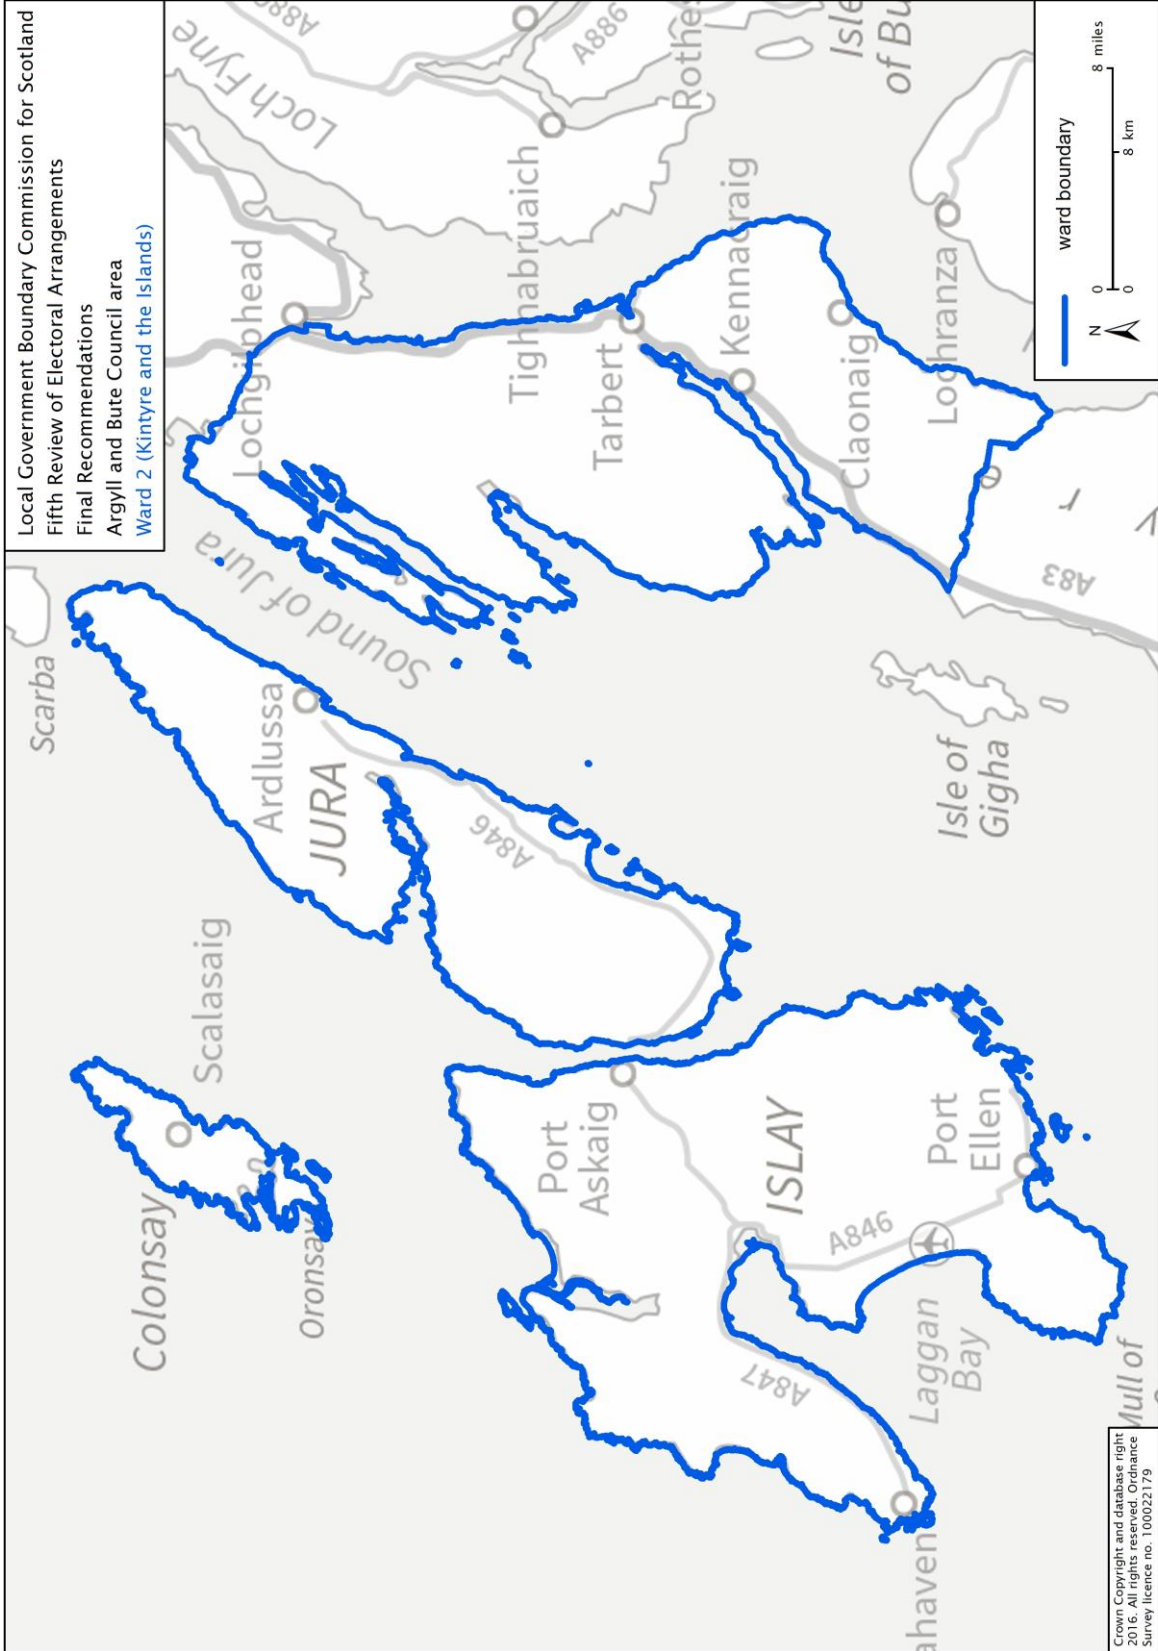 Local Government Boundary Commission for Scotland
Fifth Review of Electoral Arrangements
Final Recommendations
Argyll and Bute Council area
Ward 2 (Kintyre and the Islands)
Scarba
Colonsay
Scalasaig
Oronsay
Ardlussa
JURA
A846
Sound of Jura
Lochgilphead
Loch Fyne
A886
Tighnabruaich
Rothes
Isle
of Bu
Tarbert
Kennacraig
Claonaig
Lochranza
A83
Isle of
Gigha
Port
Askaig
ISLAY
Port
Ellen
A846
A847
Laggan
Bay
ahaven
Mull of
ward boundary
N
0
8 miles
0
8 km
Crown Copyright and database right
2016. All rights reserved. Ordnance
Survey licence no. 100022179